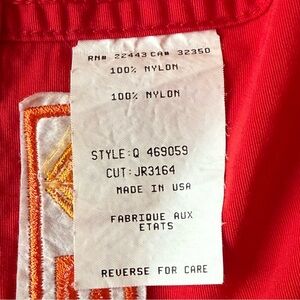 RN# 22443 CA# 32350
100% NYLON
100% NYLON
STYLE:Q 469059
CUT:JR3164
MADE IN USA
FABRIQUE AUX
ETATS
REVERSE FOR CARE